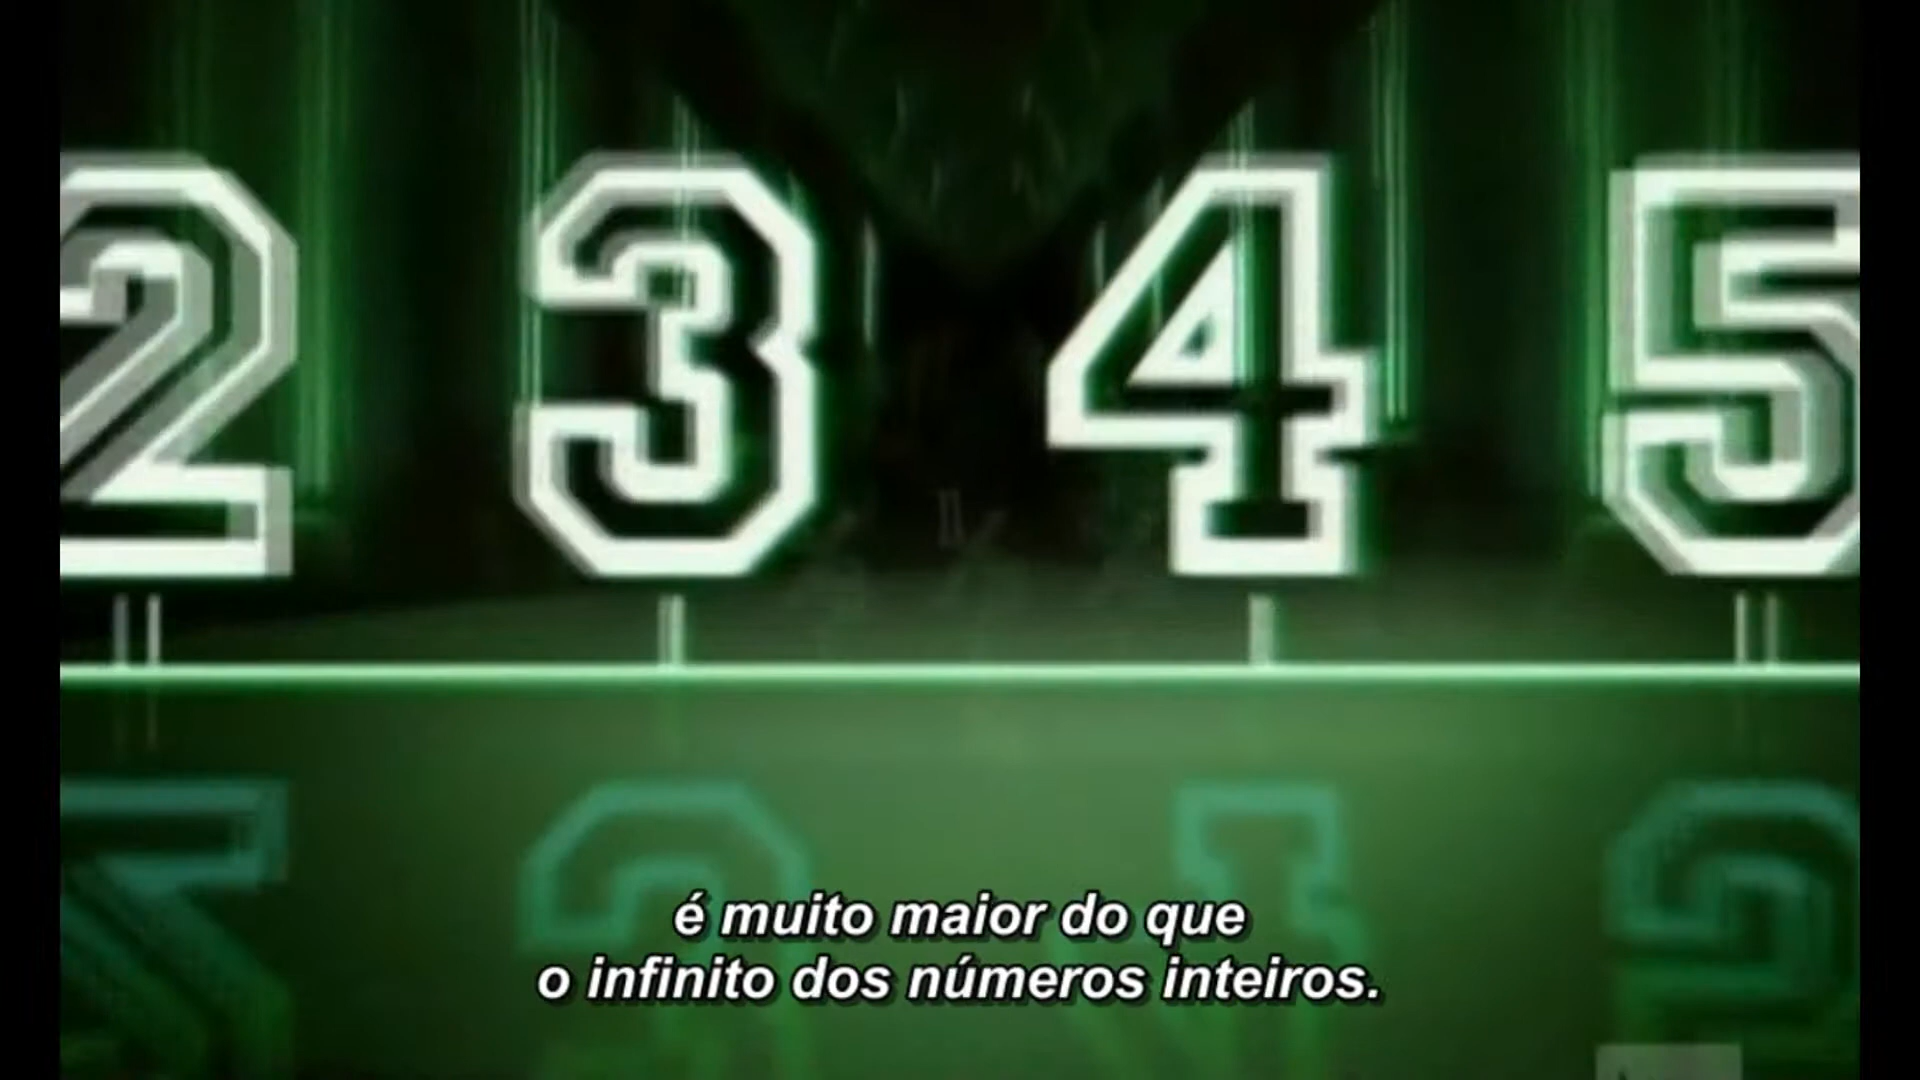 2 3 4 5
é muito maior do que
o infinito dos números inteiros.